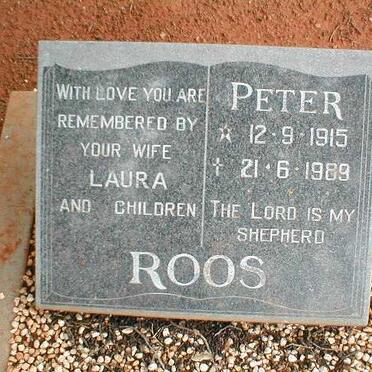 WITH LOVE YOU ARE
REMEMBERED BY
YOUR WIFE
LAURA
AND CHILDREN
PETER
☆ 12·9·1915
✝ 21·6·1989
THE LORD IS MY
SHEPHERD
ROOS